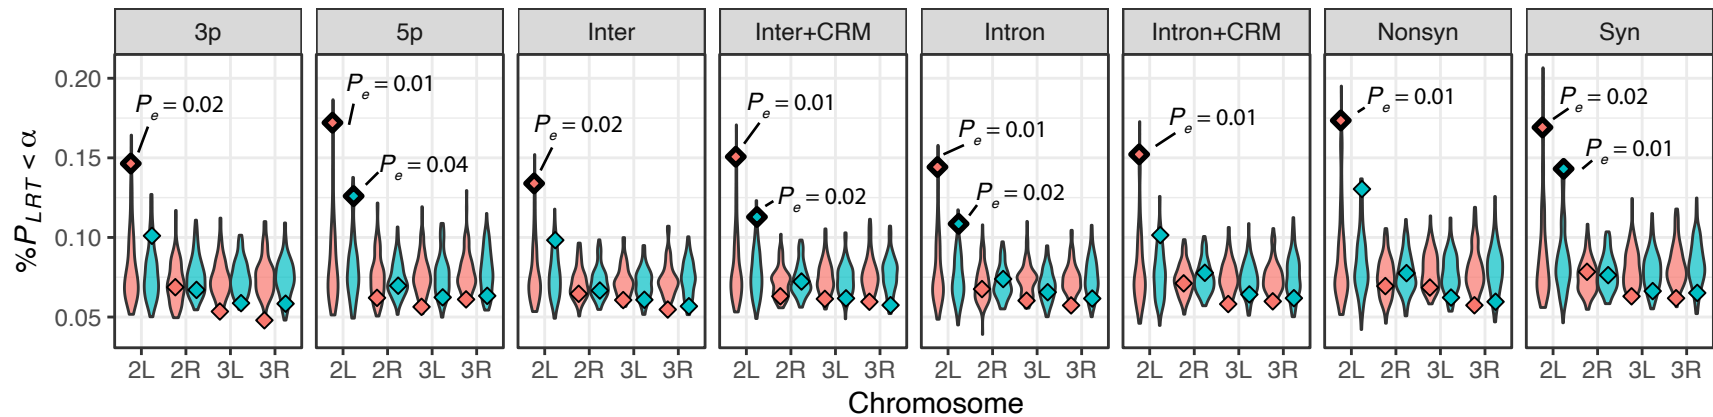 3p 5p Inter Inter+CRM Intron Intron+CRM Nonsyn Syn
%P_LRT < α
0.20
0.15
0.10
0.05
P_e = 0.02
P_e = 0.01
P_e = 0.04
P_e = 0.02
P_e = 0.01
P_e = 0.02
P_e = 0.01
P_e = 0.02
P_e = 0.01
P_e = 0.01
P_e = 0.02
P_e = 0.01
2L 2R 3L 3R 2L 2R 3L 3R 2L 2R 3L 3R 2L 2R 3L 3R 2L 2R 3L 3R 2L 2R 3L 3R 2L 2R 3L 3R 2L 2R 3L 3R
Chromosome